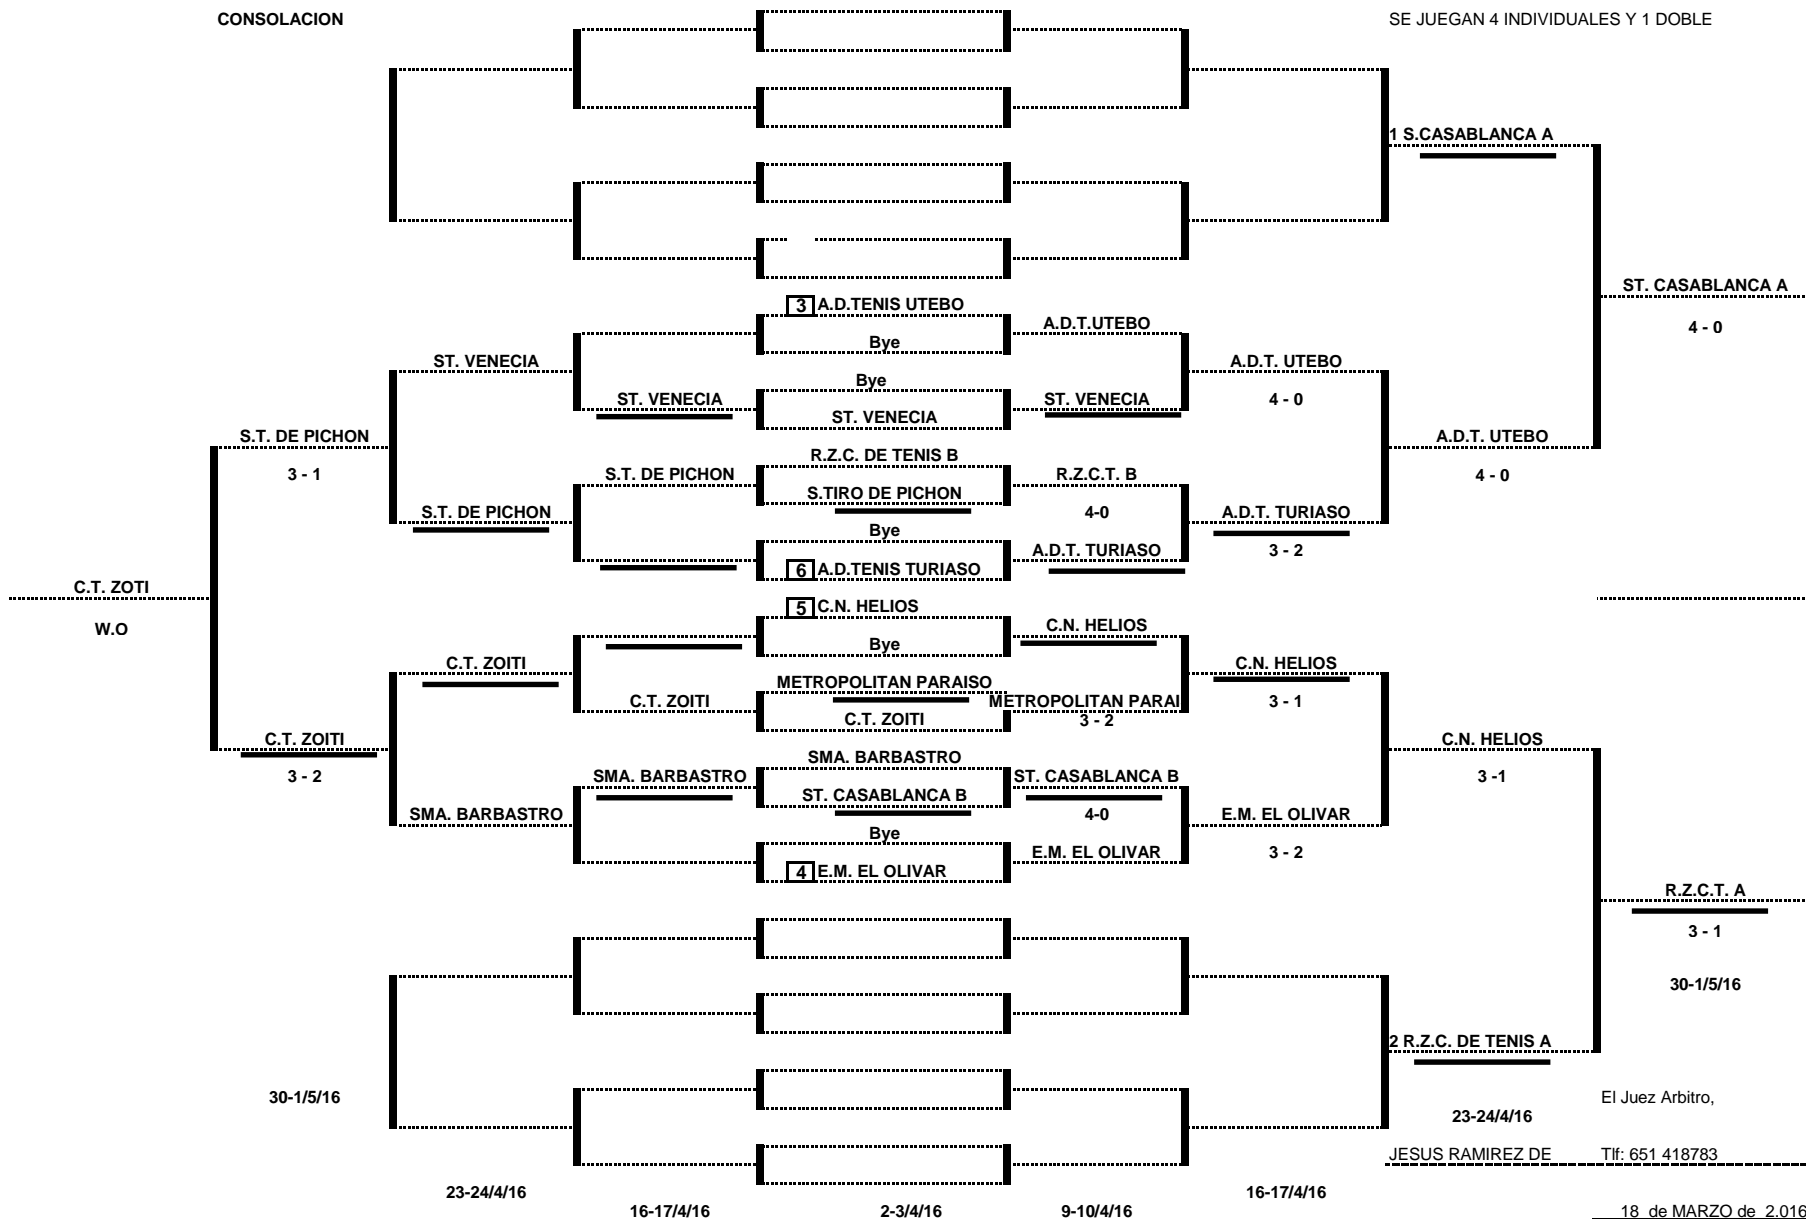 CONSOLACION
SE JUEGAN 4 INDIVIDUALES Y 1 DOBLE
1 S.CASABLANCA A
ST. CASABLANCA A
3 A.D.TENIS UTEBO
A.D.T.UTEBO
4 - 0
Bye
ST. VENECIA
A.D.T. UTEBO
Bye
ST. VENECIA
ST. VENECIA
4 - 0
ST. VENECIA
S.T. DE PICHON
A.D.T. UTEBO
R.Z.C. DE TENIS B
3 - 1
S.T. DE PICHON
R.Z.C.T. B
4 - 0
S.TIRO DE PICHON
S.T. DE PICHON
4-0
A.D.T. TURIASO
Bye
A.D.T. TURIASO
3 - 2
6 A.D.TENIS TURIASO
C.T. ZOTI
5 C.N. HELIOS
W.O
C.N. HELIOS
Bye
C.T. ZOITI
C.N. HELIOS
METROPOLITAN PARAISO
C.T. ZOITI
METROPOLITAN PARAI
3 - 1
C.T. ZOITI
3 - 2
C.T. ZOITI
C.N. HELIOS
SMA. BARBASTRO
3 - 2
SMA. BARBASTRO
ST. CASABLANCA B
3 -1
ST. CASABLANCA B
SMA. BARBASTRO
4-0
E.M. EL OLIVAR
Bye
E.M. EL OLIVAR
3 - 2
4 E.M. EL OLIVAR
R.Z.C.T. A
3 - 1
30-1/5/16
2 R.Z.C. DE TENIS A
30-1/5/16
El Juez Arbitro,
23-24/4/16
JESUS RAMIREZ DE
Tlf: 651 418783
23-24/4/16
16-17/4/16
16-17/4/16
2-3/4/16
9-10/4/16
18 de MARZO de 2.016